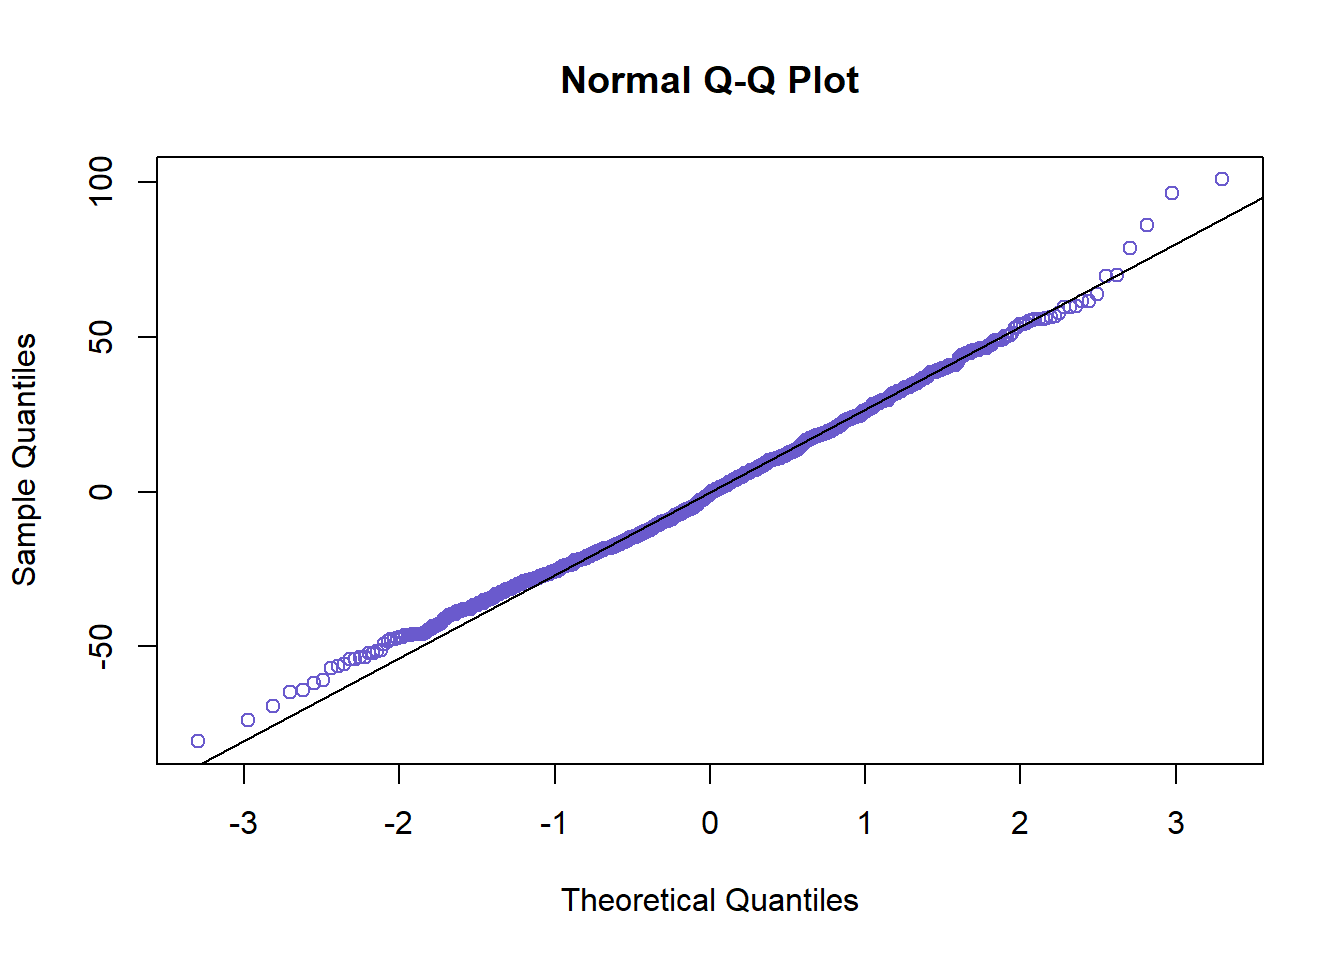 Normal Q-Q Plot
Sample Quantiles
100
50
0
-50
-3 -2 -1 0 1 2 3
Theoretical Quantiles